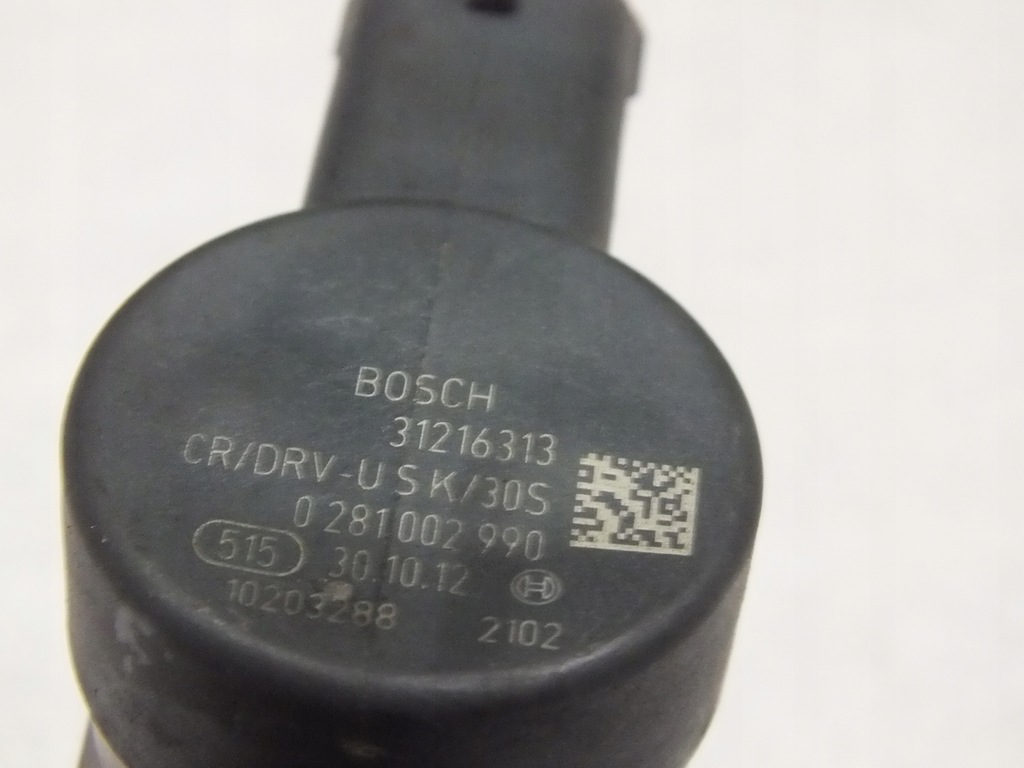 BOSCH
31216313
CR/DRV-U S K/30S
0 281 002 990
515 30.10.12
10203288 2102